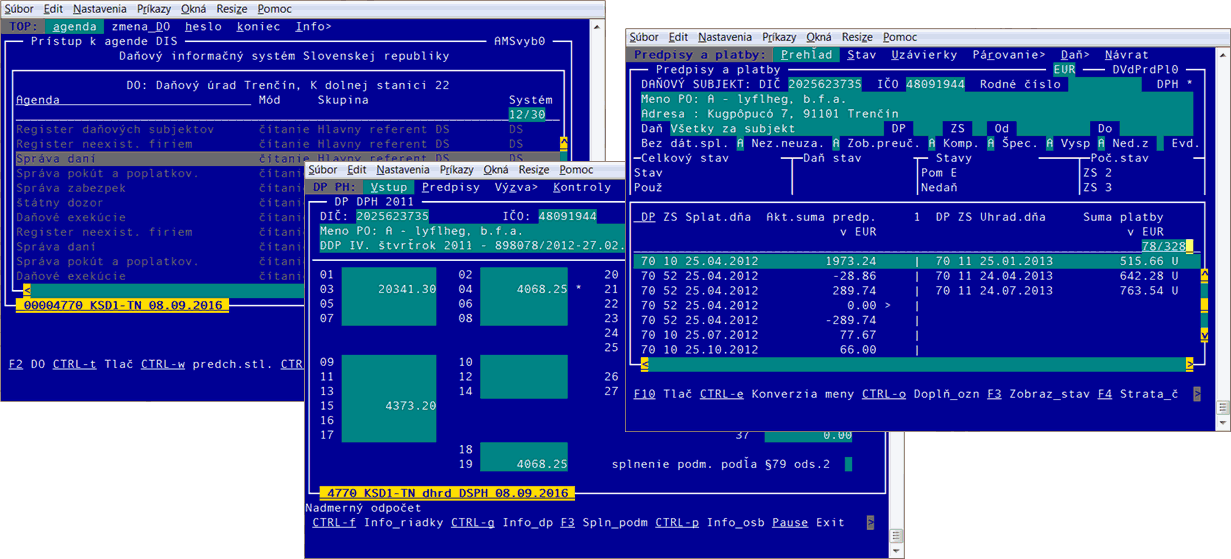 Súbor Edit Nastavenia Príkazy Okná Resize Pomoc
TOP: agenda zmena_DO heslo koniec Info>
Prístup k agende DIS AMSvyb0
Daňový informačný systém Slovenskej republiky
DO: Daňový úrad Trenčín, K dolnej stanici 22
Agenda Mód Skupina Systém
12/30
Register daňových subjektov čítanie Hlavny referent DS DS
Register neexist. firiem čítanie Hlavny referent DS DS
Správa daní čítanie Hlavny referent DS DS
Správa pokút a poplatkov. čítanie
Správa zabezpek čítanie
štátny dozor čítanie
Daňové exekúcie čítanie
Register neexist. firiem čítanie
Správa daní čítanie
Správa pokút a poplatkov. čítanie
Daňové exekúcie čítanie
<
00004770 KSD1-TN 08.09.2016
F2 DO CTRL-t Tlač CTRL-w predch.stl. CTR
Súbor Edit Nastavenia Príkazy Okná Resize Pomoc
DP PH: Vstup Predpisy Výzva> Kontroly
DP DPH 2011
DIČ: 2025623735 IČO: 48091944
Meno PO: A - lyflheg, b.f.a.
DDP IV. štvrťrok 2011 - 898078/2012-27.02.
01 02 20
03 20341.30 04 4068.25 * 21
05 06 22
07 08 23
24
25
09 10
11 12 26
13 14 27
15 4373.20
16
17
37 0.00
18
19 4068.25 splnenie podm. podľa §79 ods.2
4770 KSD1-TN dhrd DSPH 08.09.2016
Nadmerný odpočet
CTRL-f Info_riadky CTRL-g Info_dp F3 Spln_podm CTRL-p Info_osb Pause Exit >
Súbor Edit Nastavenia Príkazy Okná Resize Pomoc
Predpisy a platby: Prehľad Stav Uzávierky Párovanie> Daň> Návrat
Predpisy a platby EUR DVdPrdPl0
DAŇOVÝ SUBJEKT: DIČ 2025623735 IČO 48091944 Rodné číslo DPH *
Meno PO: A - lyflheg, b.f.a.
Adresa : Kugpôpucô 7, 91101 Trenčín
Daň Všetky za subjekt DP ZS Od Do
Bez dát.spl. A Nez.neuza. A Zob.preuč. A Komp. A Špec. A Vysp A Ned.z Evd.
Celkový stav Daň stav Stavy Poč.stav
Stav Pom E ZS 2
Použ Nedaň ZS 3
DP ZS Splat.dňa Akt.suma predp. 1 DP ZS Uhrad.dňa Suma platby
v EUR v EUR
78/328
70 10 25.04.2012 1973.24 | 70 11 25.01.2013 515.66 U
70 52 25.04.2012 -28.86 | 70 11 24.04.2013 642.28 U
70 52 25.04.2012 289.74 | 70 11 24.07.2013 763.54 U
70 52 25.04.2012 0.00 > |
70 52 25.04.2012 -289.74 |
70 10 25.07.2012 77.67 |
70 10 25.10.2012 66.00 |
< >
F10 Tlač CTRL-e Konverzia meny CTRL-o Doplň_ozn F3 Zobraz_stav F4 Strata_č >